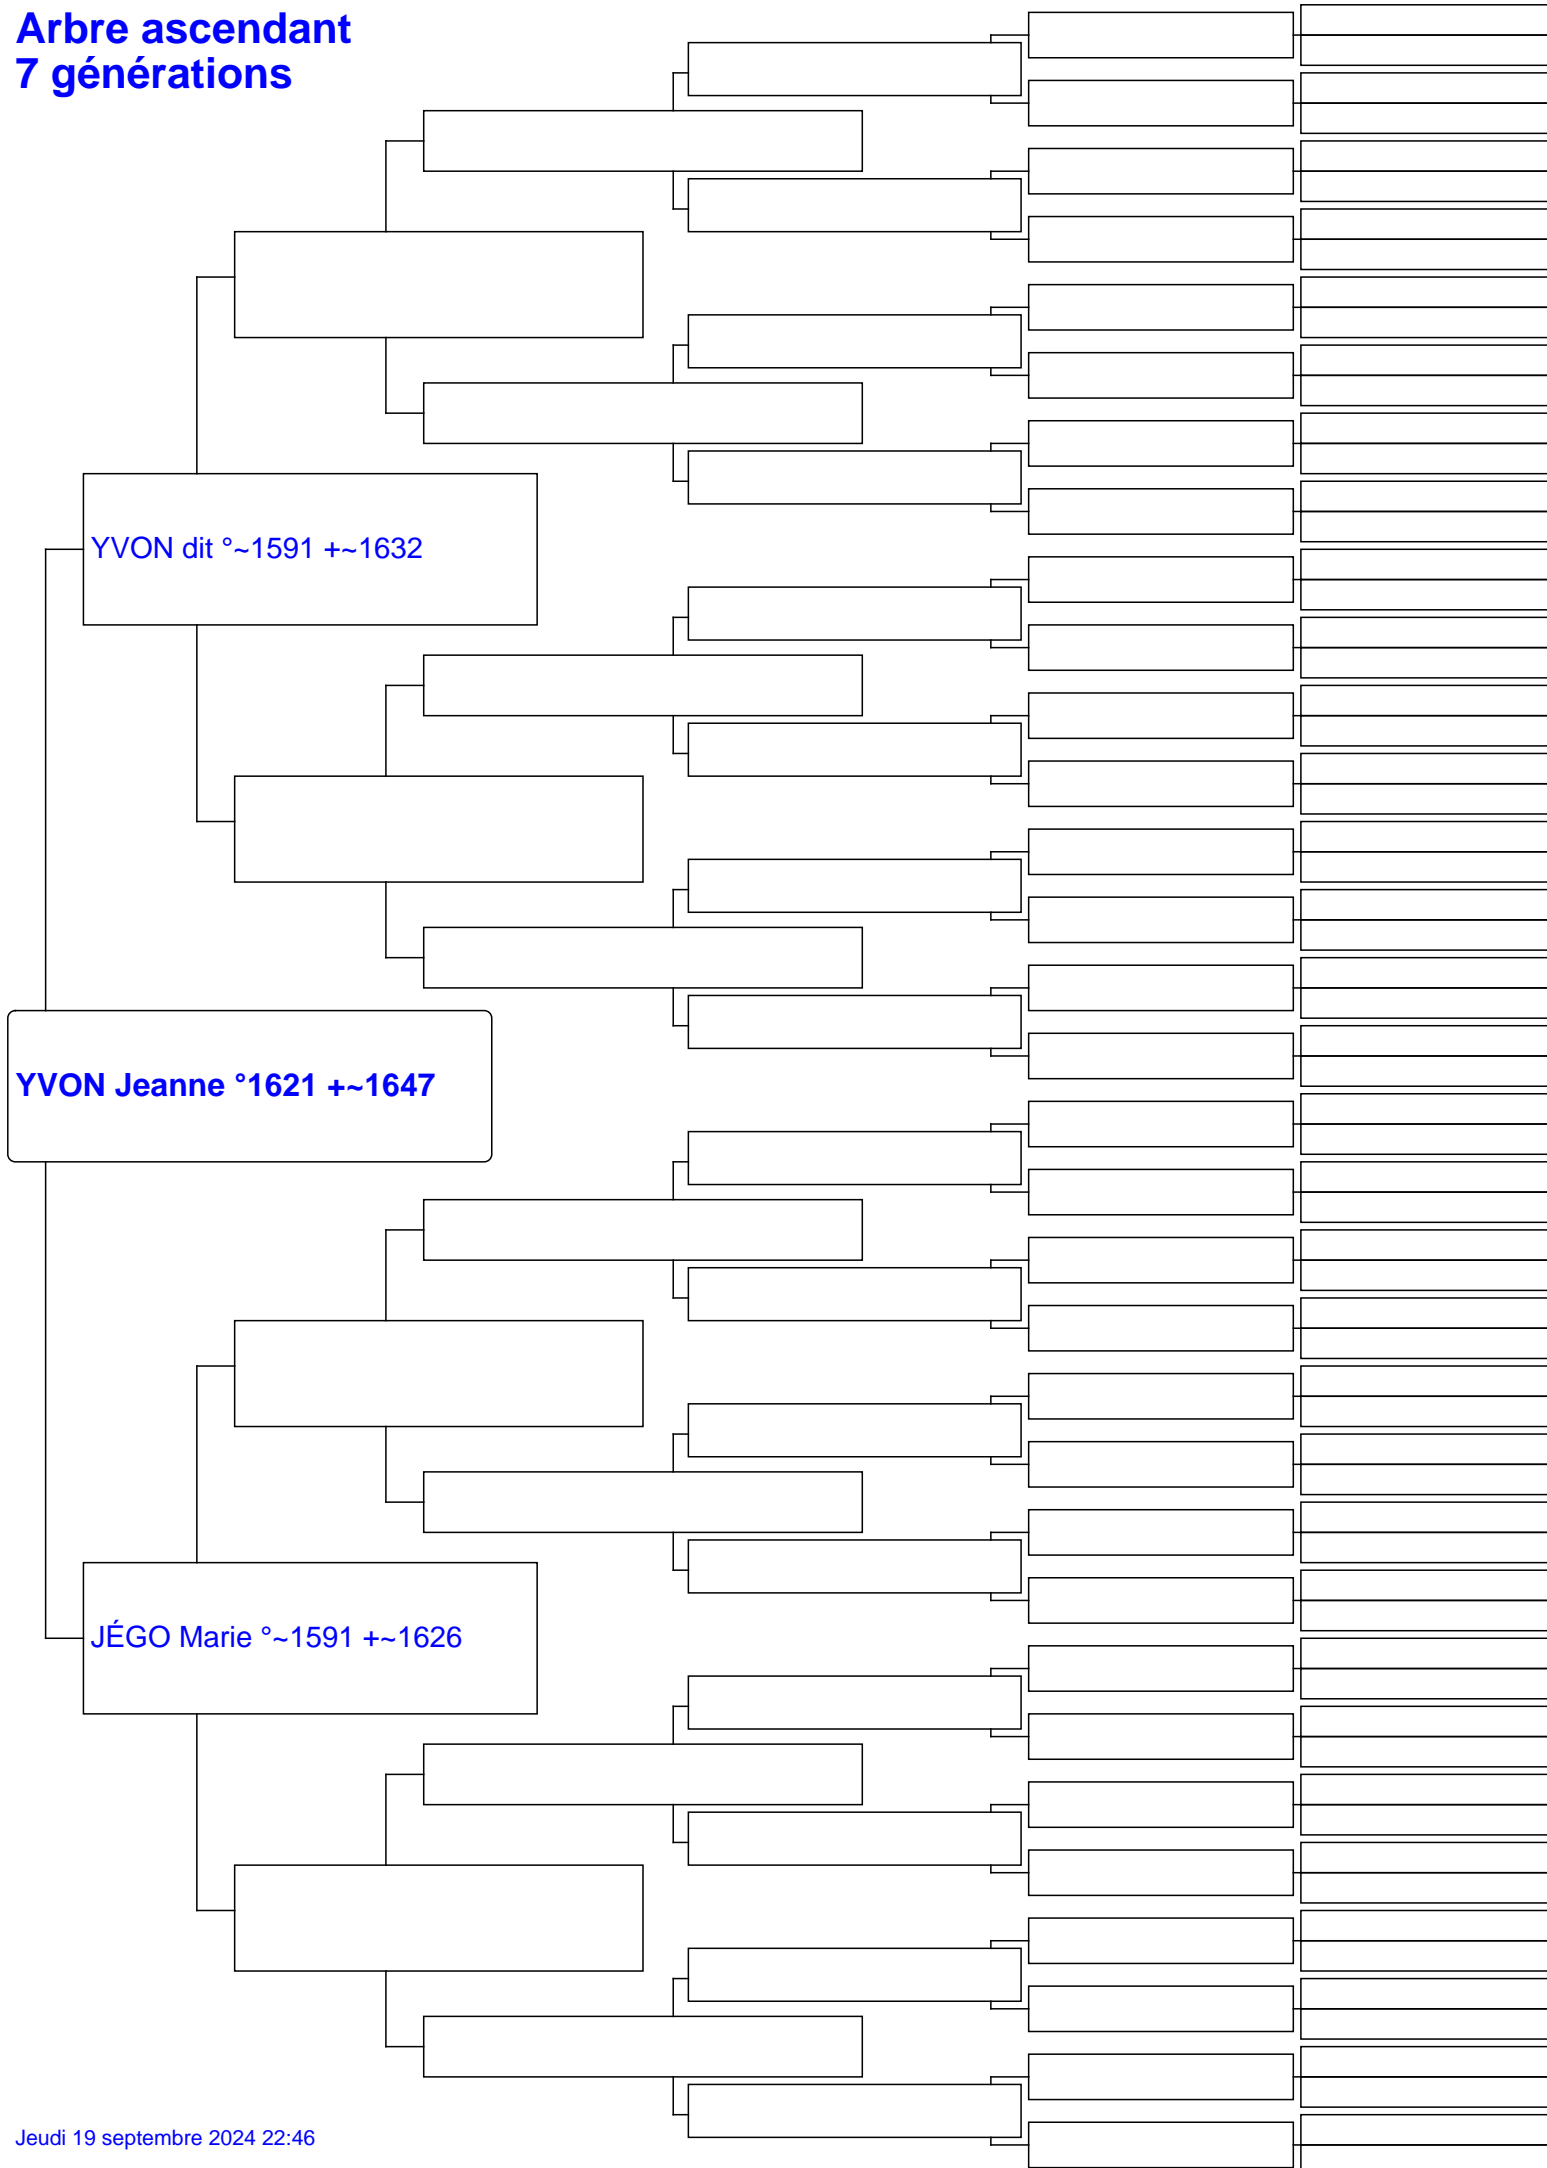 Arbre ascendant
7 générations
YVON dit °~1591 +~1632
YVON Jeanne °1621 +~1647
JÉGO Marie °~1591 +~1626
Jeudi 19 septembre 2024 22:46